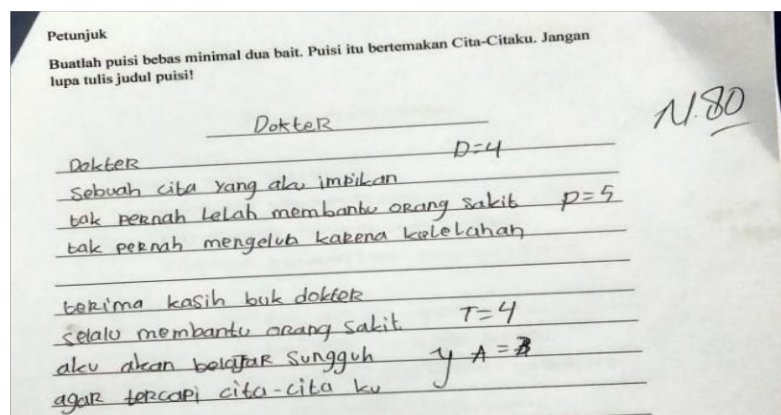 Petunjuk
Buatlah puisi bebas minimal dua bait. Puisi itu bertemakan Cita-Citaku. Jangan
lupa tulis judul puisi!
N.80
DokteR
DokteR D=4
Sebuah cita yang aku impikan
tak peRnah Lelah membantu oRang sakit P=5
tak peRnah mengeluh kaRena kelelahan
teRima kasih buk dokteR
selalu membantu oRang sakit T=4
aku akan belajaR sungguh A=3
agaR teRcapi cita-cita ku